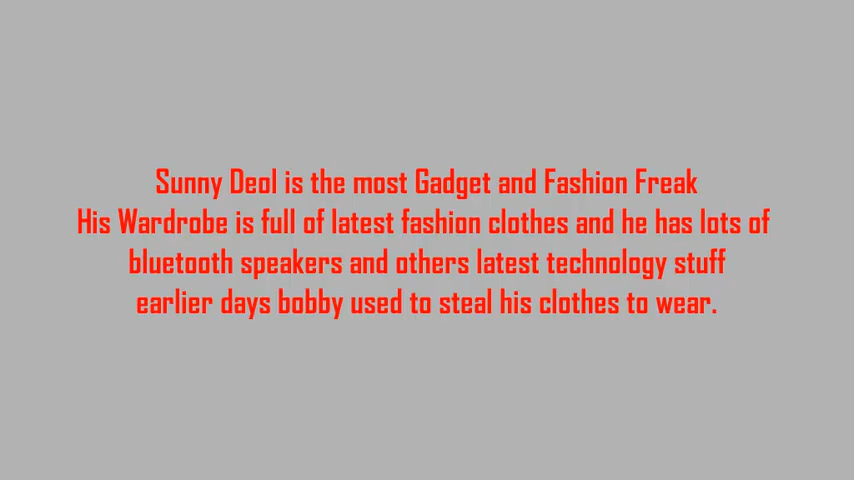 Sunny Deol is the most Gadget and Fashion Freak
His Wardrobe is full of latest fashion clothes and he has lots of
bluetooth speakers and others latest technology stuff
earlier days bobby used to steal his clothes to wear.